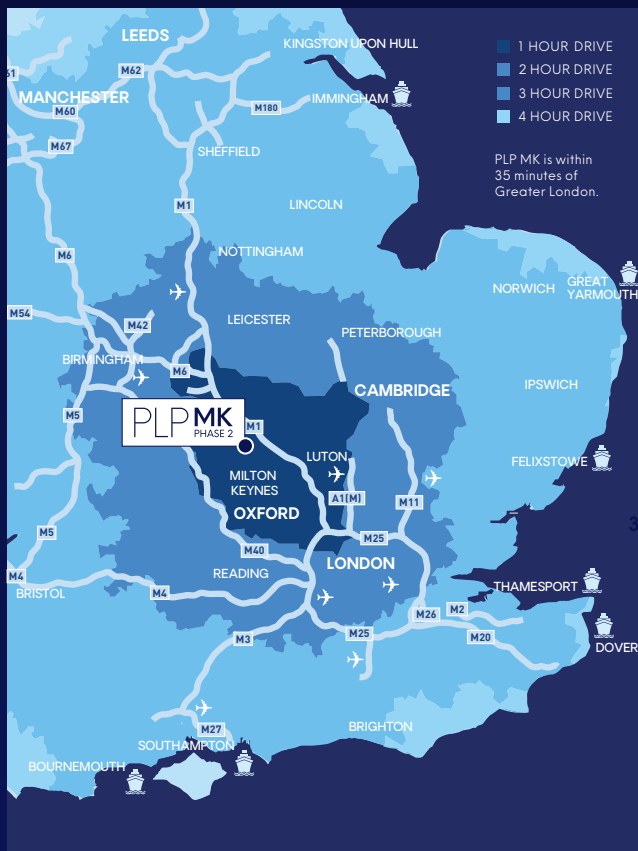 LEEDS
KINGSTON UPON HULL
1 HOUR DRIVE
2 HOUR DRIVE
3 HOUR DRIVE
4 HOUR DRIVE
61
M62
MANCHESTER
M60
M180
IMMINGHAM
M67
SHEFFIELD
PLP MK is within
35 minutes of
Greater London.
M1
LINCOLN
M6
NOTTINGHAM
NORWICH
GREAT
YARMOUTH
M54
M42
LEICESTER
PETERBOROUGH
BIRMINGHAM
M6
CAMBRIDGE
IPSWICH
M5
PLP MK
PHASE 2
M1
LUTON
FELIXSTOWE
MILTON
KEYNES
A1(M)
M11
OXFORD
3
M5
M25
M40
LONDON
READING
M4
BRISTOL
M4
THAMESPORT
M26
M2
M3
M25
M20
DOVER
M27
BRIGHTON
SOUTHAMPTON
BOURNEMOUTH